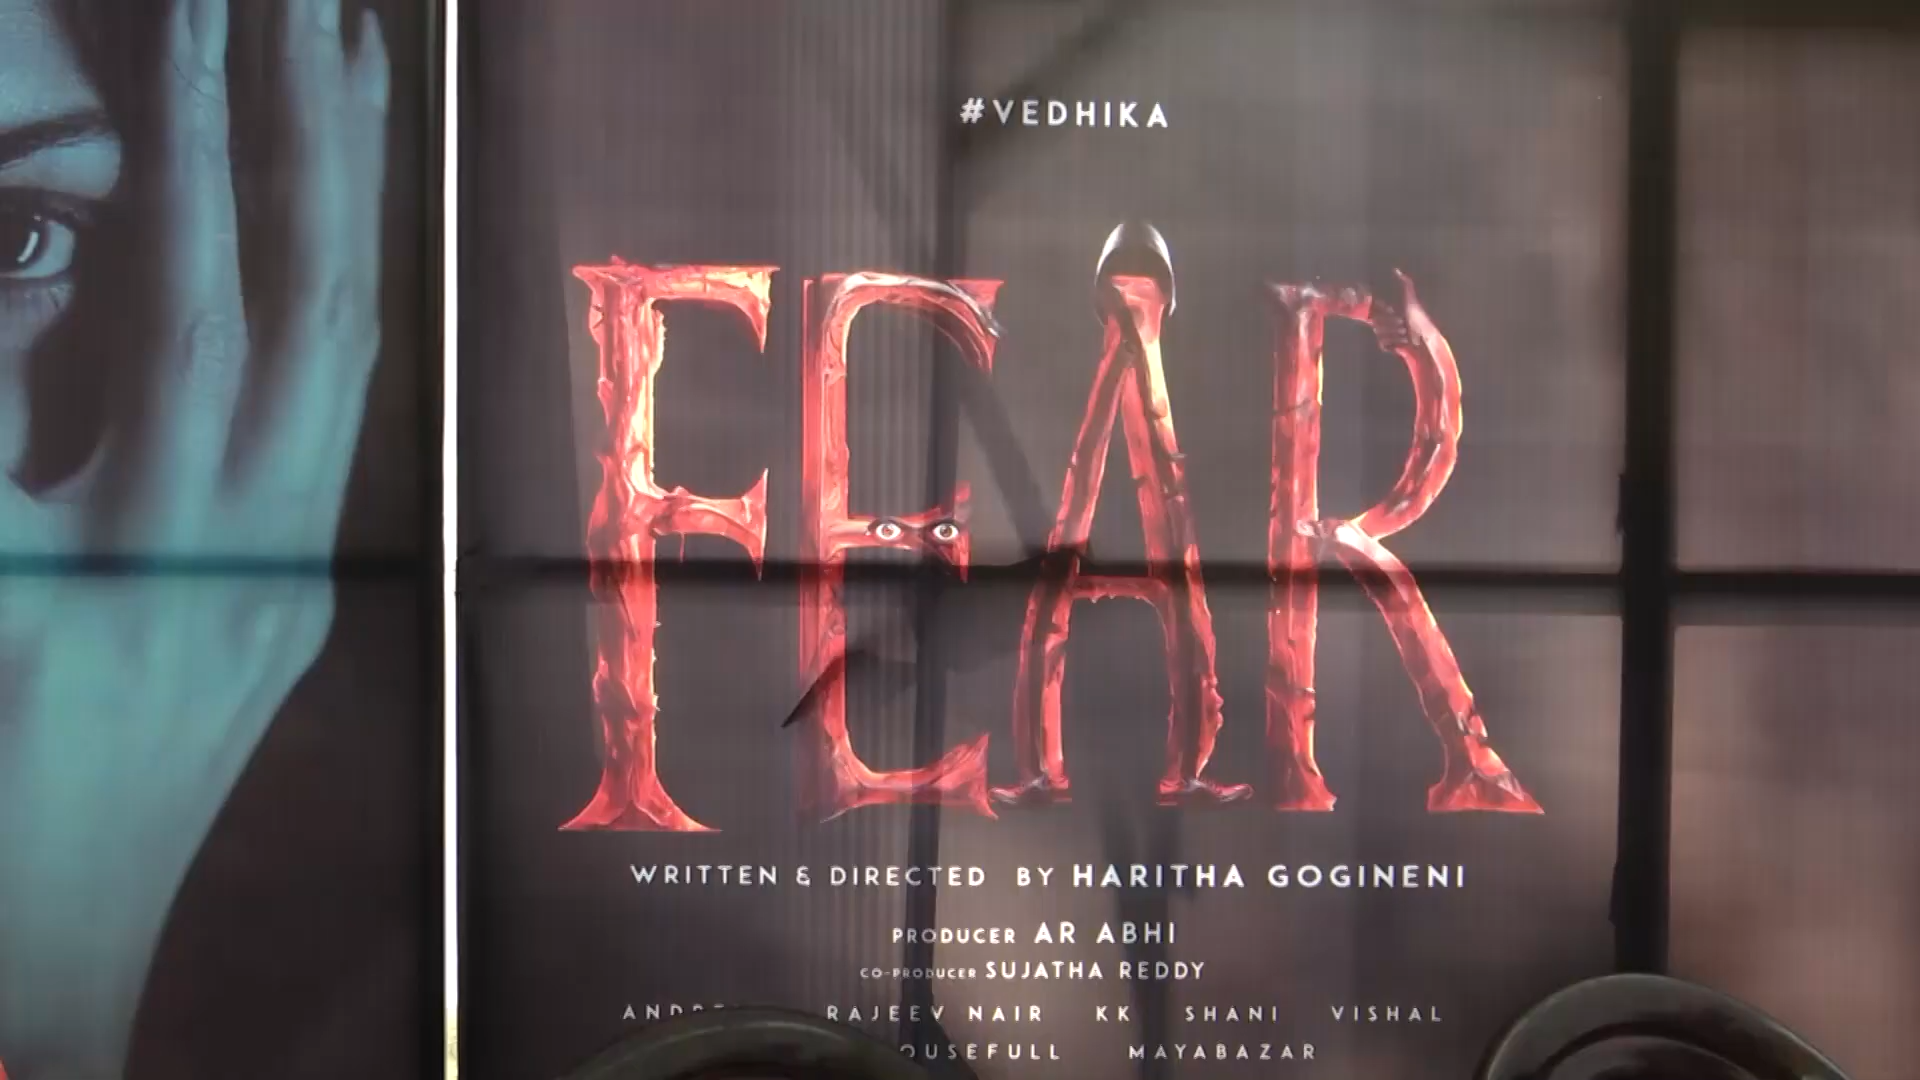 #VEDHIKA
FEAR
WRITTEN & DIRECTED BY HARITHA GOGINENI
PRODUCER AR ABHI
CO-PRODUCER SUJATHA REDDY
RAJEEV NAIR KK SHANI VISHAL
MAYABAZAR